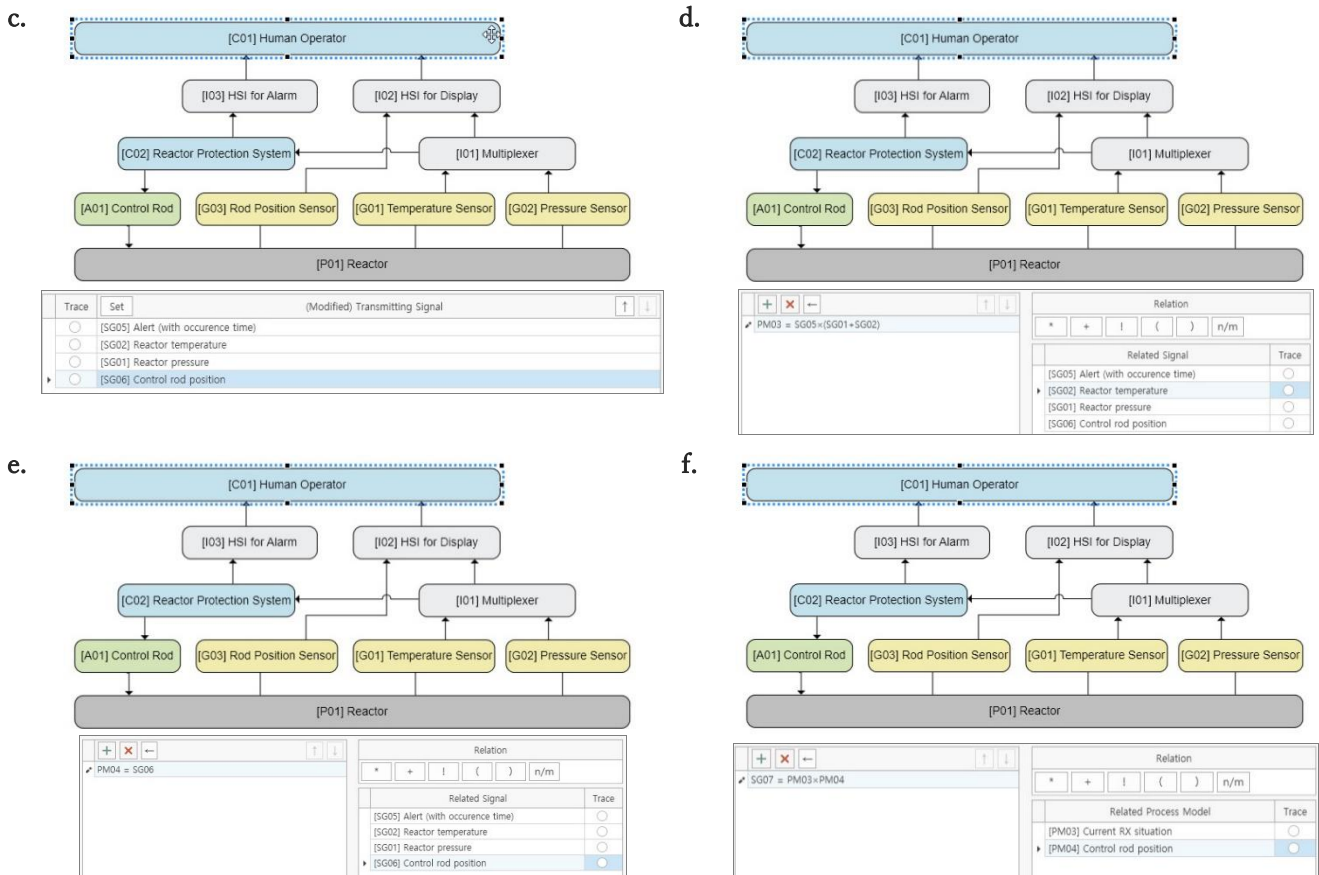 c.
[C01] Human Operator
[I03] HSI for Alarm
[I02] HSI for Display
[C02] Reactor Protection System
[I01] Multiplexer
[A01] Control Rod
[G03] Rod Position Sensor
[G01] Temperature Sensor
[G02] Pressure Sensor
[P01] Reactor
Trace Set (Modified) Transmitting Signal ↑ ↓
[SG05] Alert (with occurence time)
[SG02] Reactor temperature
[SG01] Reactor pressure
[SG06] Control rod position
d.
[C01] Human Operator
[I03] HSI for Alarm
[I02] HSI for Display
[C02] Reactor Protection System
[I01] Multiplexer
[A01] Control Rod
[G03] Rod Position Sensor
[G01] Temperature Sensor
[G02] Pressure Sensor
[P01] Reactor
+ × ← ↑ ↓
PM03 = SG05×(SG01+SG02)
Relation
* + ! ( ) n/m
Related Signal Trace
[SG05] Alert (with occurence time)
[SG02] Reactor temperature
[SG01] Reactor pressure
[SG06] Control rod position
e.
[C01] Human Operator
[I03] HSI for Alarm
[I02] HSI for Display
[C02] Reactor Protection System
[I01] Multiplexer
[A01] Control Rod
[G03] Rod Position Sensor
[G01] Temperature Sensor
[G02] Pressure Sensor
[P01] Reactor
+ × ← ↑ ↓
PM04 = SG06
Relation
* + ! ( ) n/m
Related Signal Trace
[SG05] Alert (with occurence time)
[SG02] Reactor temperature
[SG01] Reactor pressure
[SG06] Control rod position
f.
[C01] Human Operator
[I03] HSI for Alarm
[I02] HSI for Display
[C02] Reactor Protection System
[I01] Multiplexer
[A01] Control Rod
[G03] Rod Position Sensor
[G01] Temperature Sensor
[G02] Pressure Sensor
[P01] Reactor
+ × ← ↑ ↓
SG07 = PM03×PM04
Relation
* + ! ( ) n/m
Related Process Model Trace
[PM03] Current RX situation
[PM04] Control rod position